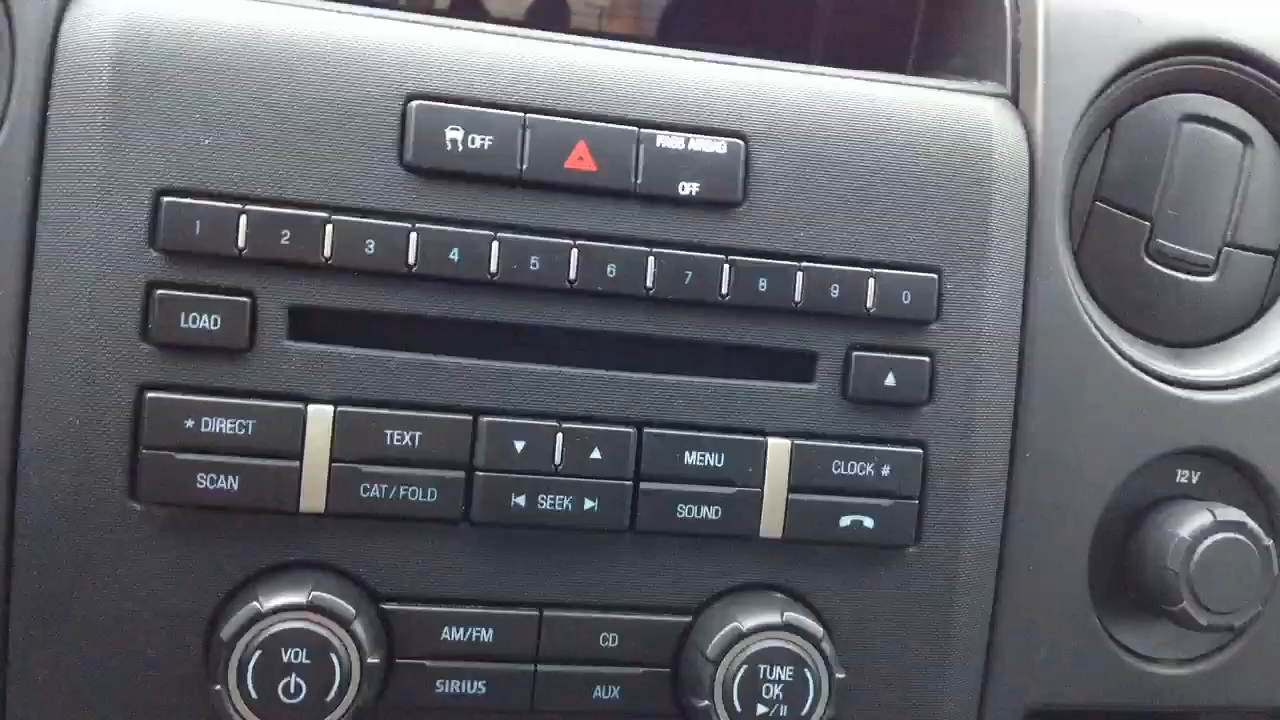 OFF
PASS AIRBAG
OFF
1 2 3 4 5 6 7 8 9 0
LOAD
* DIRECT
TEXT
MENU
CLOCK #
SCAN
CAT/FOLD
SEEK
SOUND
12V
VOL
AM/FM
CD
SIRIUS
AUX
TUNE
OK